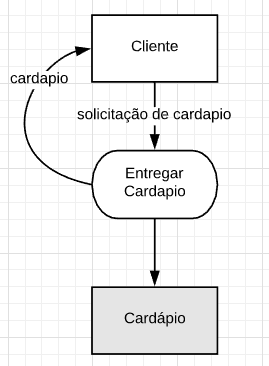 Cliente
cardapio
solicitação de cardapio
Entregar
Cardapio
Cardápio